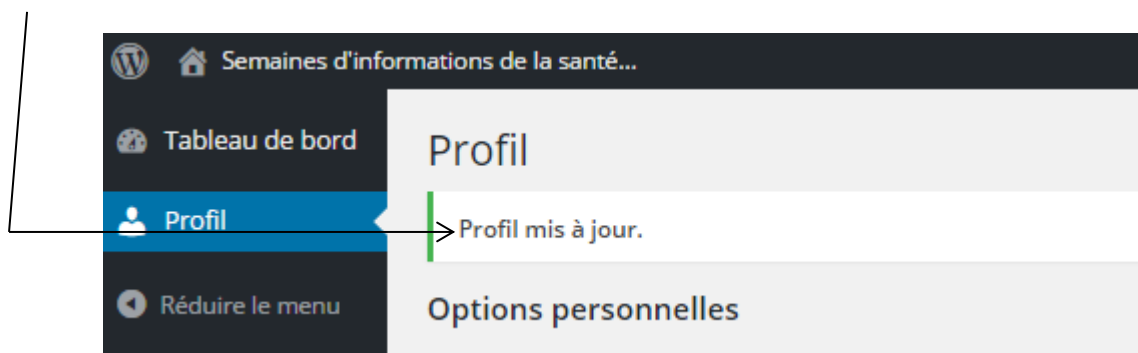 Semaines d'informations de la santé...
Tableau de bord
Profil
Réduire le menu
Profil
Profil mis à jour.
Options personnelles